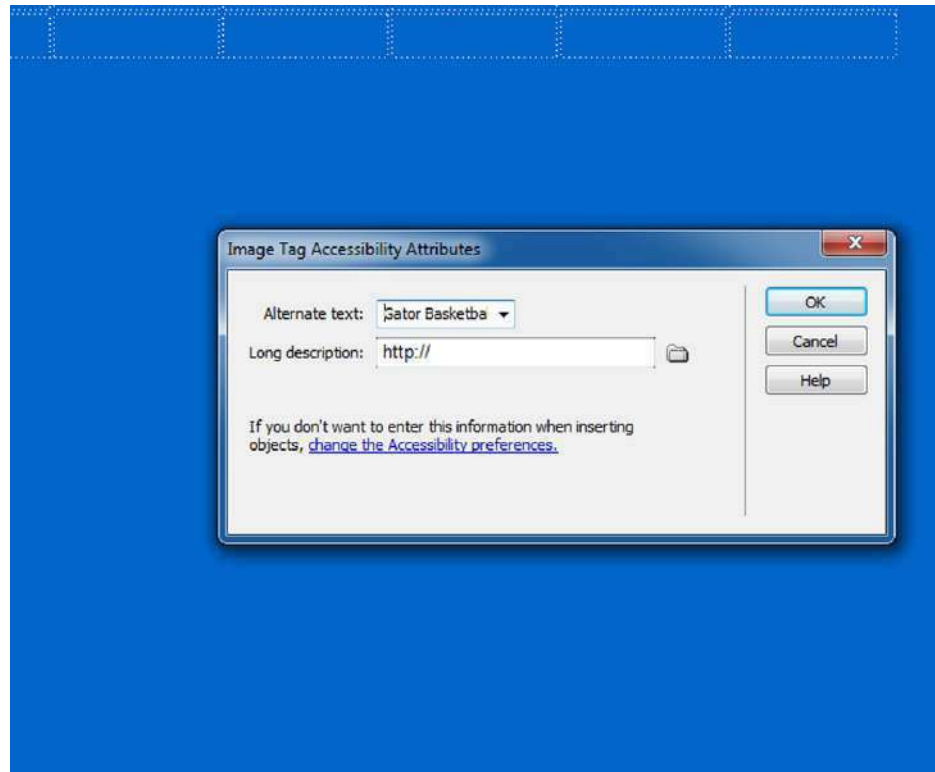 Image Tag Accessibility Attributes
Alternate text: Gator Basketba
OK
Long description: http://
Cancel
Help
If you don't want to enter this information when inserting
objects, change the Accessibility preferences.